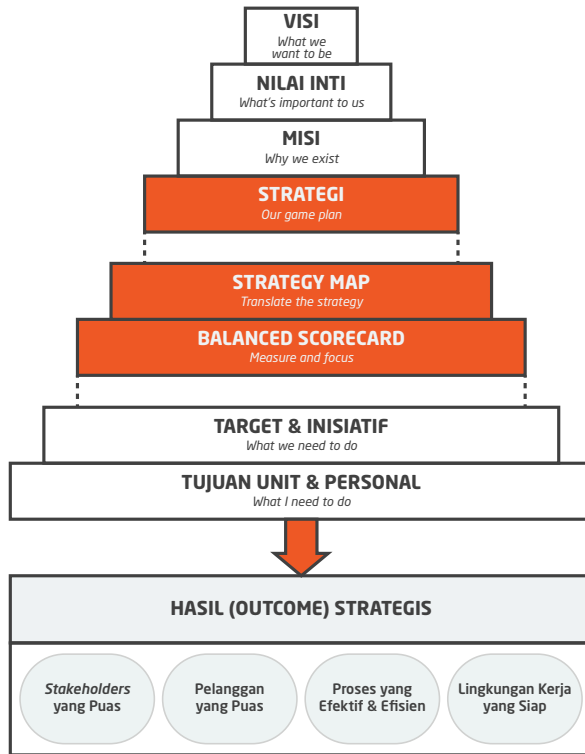 VISI
What we
want to be
NILAI INTI
What's important to us
MISI
Why we exist
STRATEGI
Our game plan
STRATEGY MAP
Translate the strategy
BALANCED SCORECARD
Measure and focus
TARGET & INISIATIF
What we need to do
TUJUAN UNIT & PERSONAL
What I need to do
HASIL (OUTCOME) STRATEGIS
Stakeholders
yang Puas
Pelanggan
yang Puas
Proses yang
Efektif & Efisien
Lingkungan Kerja
yang Siap